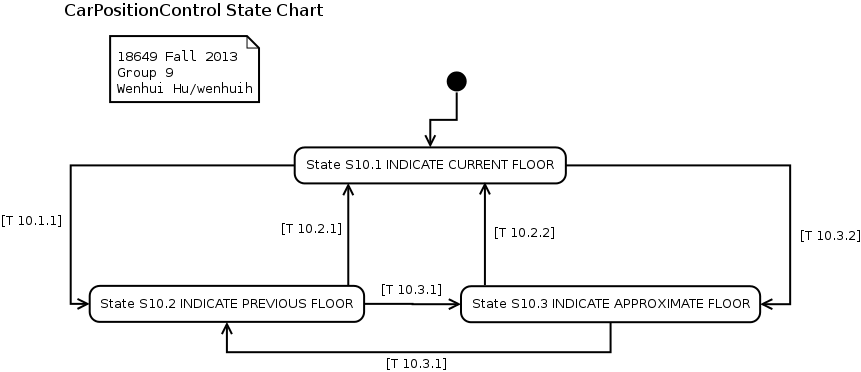 CarPositionControl State Chart
18649 Fall 2013
Group 9
Wenhui Hu/wenhuih
State S10.1 INDICATE CURRENT FLOOR
[T 10.1.1]
[T 10.2.1]
[T 10.2.2]
[T 10.3.2]
[T 10.3.1]
State S10.2 INDICATE PREVIOUS FLOOR
State S10.3 INDICATE APPROXIMATE FLOOR
[T 10.3.1]